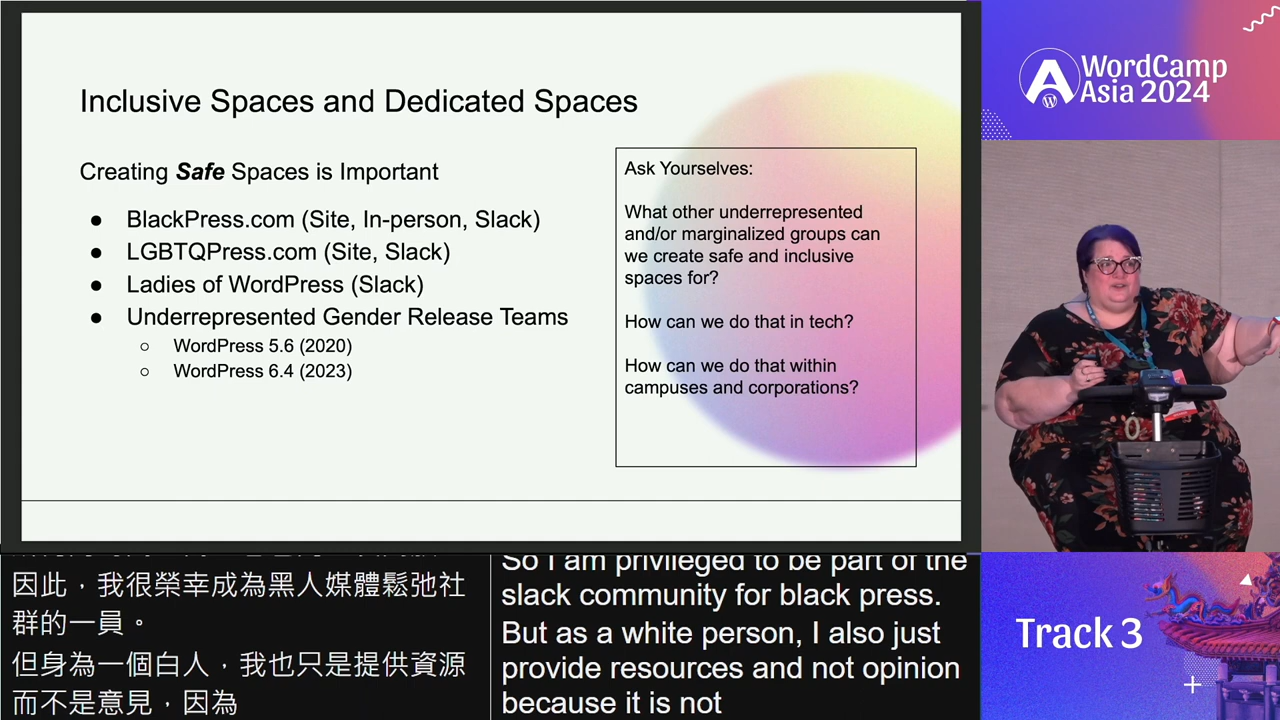 Inclusive Spaces and Dedicated Spaces
Creating Safe Spaces is Important
● BlackPress.com (Site, In-person, Slack)
● LGBTQPress.com (Site, Slack)
● Ladies of WordPress (Slack)
● Underrepresented Gender Release Teams
○ WordPress 5.6 (2020)
○ WordPress 6.4 (2023)
Ask Yourselves:
What other underrepresented
and/or marginalized groups can
we create safe and inclusive
spaces for?
How can we do that in tech?
How can we do that within
campuses and corporations?
WordCamp
Asia 2024
因此，我很榮幸成為黑人媒體鬆弛社
群的一員。
但身為一個白人，我也只是提供資源
而不是意見，因為
So I am privileged to be part of the
slack community for black press.
But as a white person, I also just
provide resources and not opinion
because it is not
Track 3